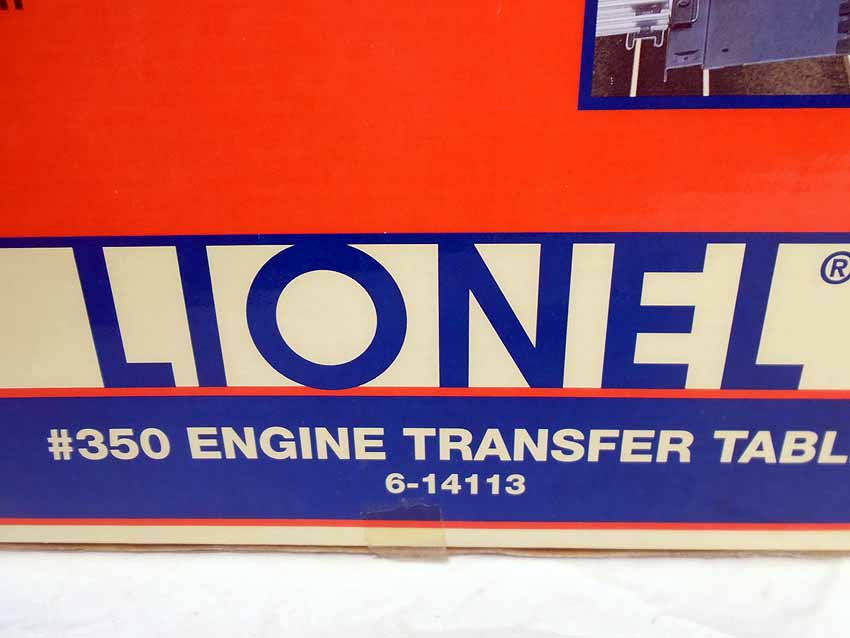 LIONEL®
#350 ENGINE TRANSFER TABL
6-14113